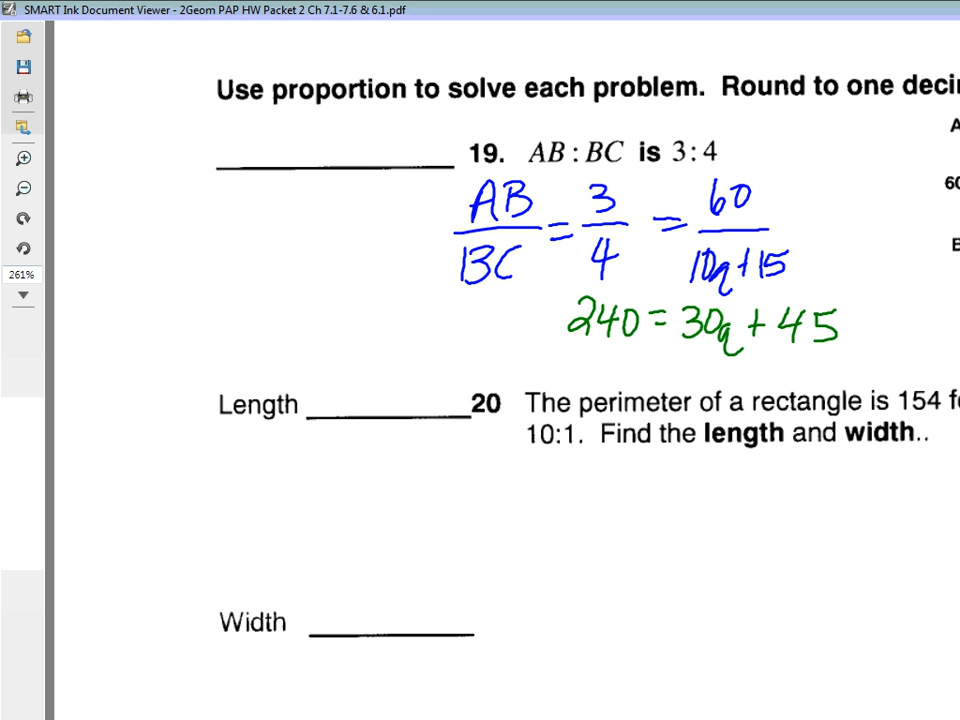 SMART Ink Document Viewer - 2Geom PAP HW Packet 2 Ch 7.1-7.6 & 6.1.pdf
Use proportion to solve each problem. Round to one deci
19. AB : BC is 3 : 4
AB/BC = 3/4 = 60/10q+15
240 = 30q + 45
60
261%
Length 20 The perimeter of a rectangle is 154 f
10:1. Find the length and width..
Width